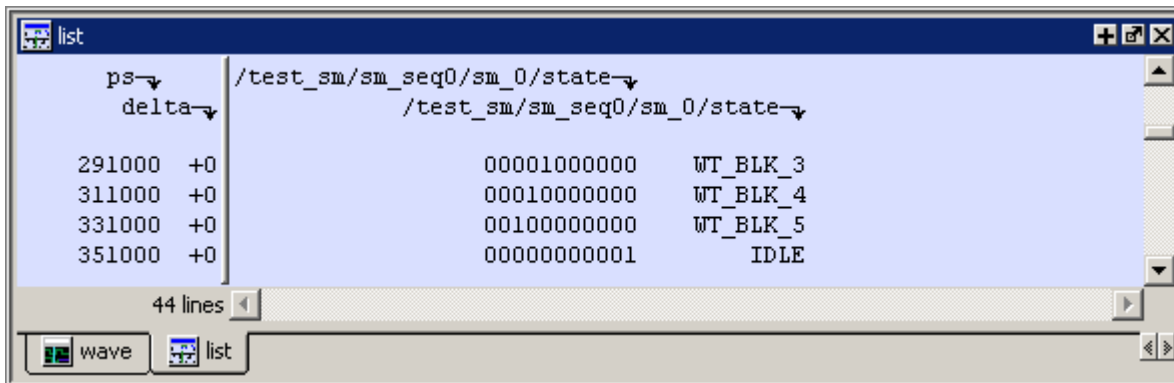 list
ps /test_sm/sm_seq0/sm_0/state
delta /test_sm/sm_seq0/sm_0/state
291000 +0 00001000000 WT_BLK_3
311000 +0 00010000000 WT_BLK_4
331000 +0 00100000000 WT_BLK_5
351000 +0 00000000001 IDLE
44 lines
wave list